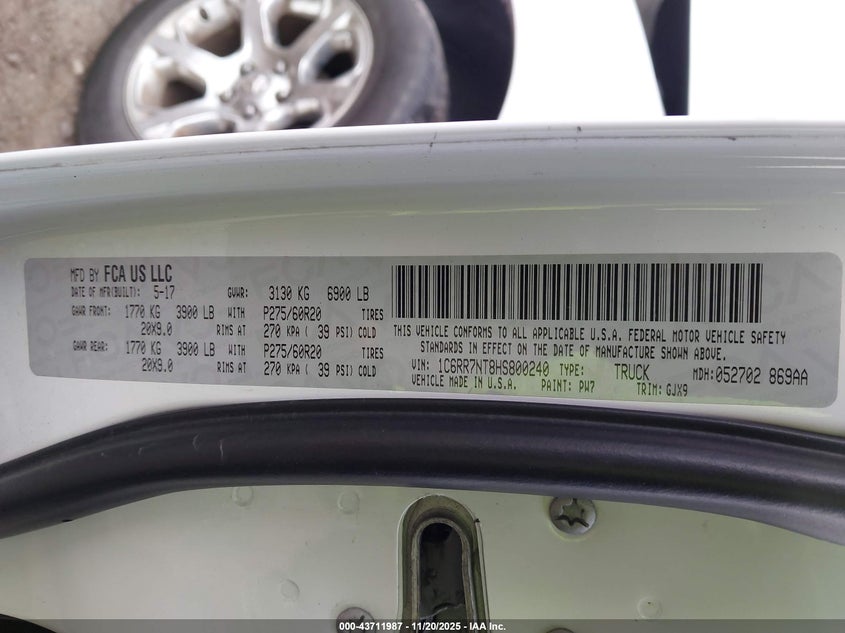 MFD BY FCA US LLC
DATE OF MFR(BUILT): 5-17 GVWR: 3130 KG 6900 LB
GAWR FRONT: 1770 KG 3900 LB WITH P275/60R20 TIRES
20X9.0 RIMS AT 270 KPA ( 39 PSI) COLD
GAWR REAR: 1770 KG 3900 LB WITH P275/60R20 TIRES
20X9.0 RIMS AT 270 KPA ( 39 PSI) COLD
THIS VEHICLE CONFORMS TO ALL APPLICABLE U.S.A. FEDERAL MOTOR VEHICLE SAFETY
STANDARDS IN EFFECT ON THE DATE OF MANUFACTURE SHOWN ABOVE.
VIN: 1C6RR7NT8HS800240 TYPE: TRUCK MDH: 052702 869AA
VEHICLE MADE IN U.S.A. PAINT: PW7 TRIM: GJX9
000-43711987 - 11/20/2025 - IAA Inc.